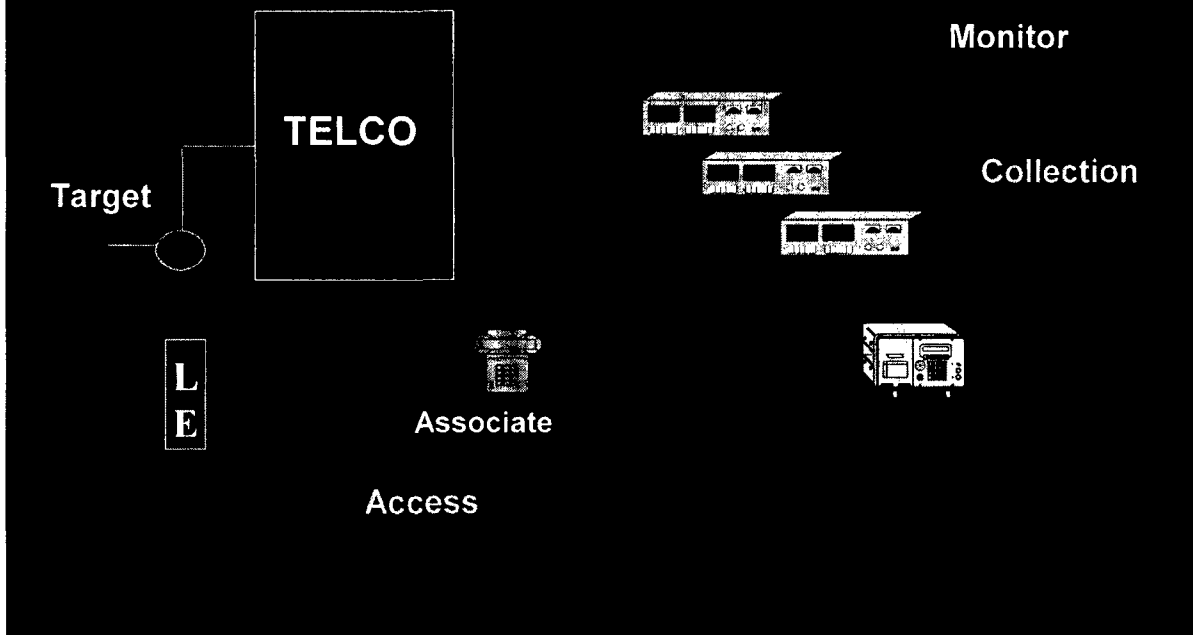 Monitor
TELCO
Collection
Target
L
E
Associate
Access